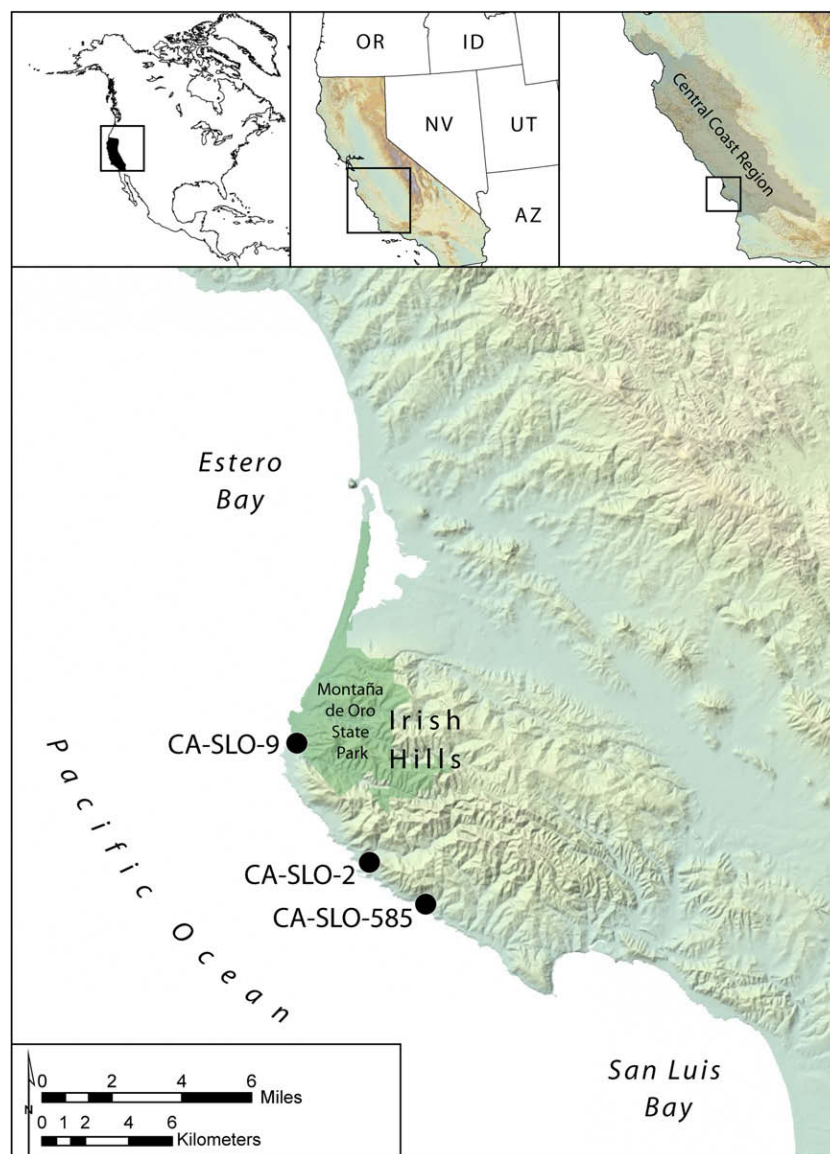 OR
ID
NV
UT
AZ
Central Coast Region
Estero
Bay
Montaña
de Oro
State
Park
Irish
Hills
CA-SLO-9
CA-SLO-2
CA-SLO-585
Pacific Ocean
San Luis
Bay
N
0 2 4 6
Miles
0 1 2 4 6
Kilometers